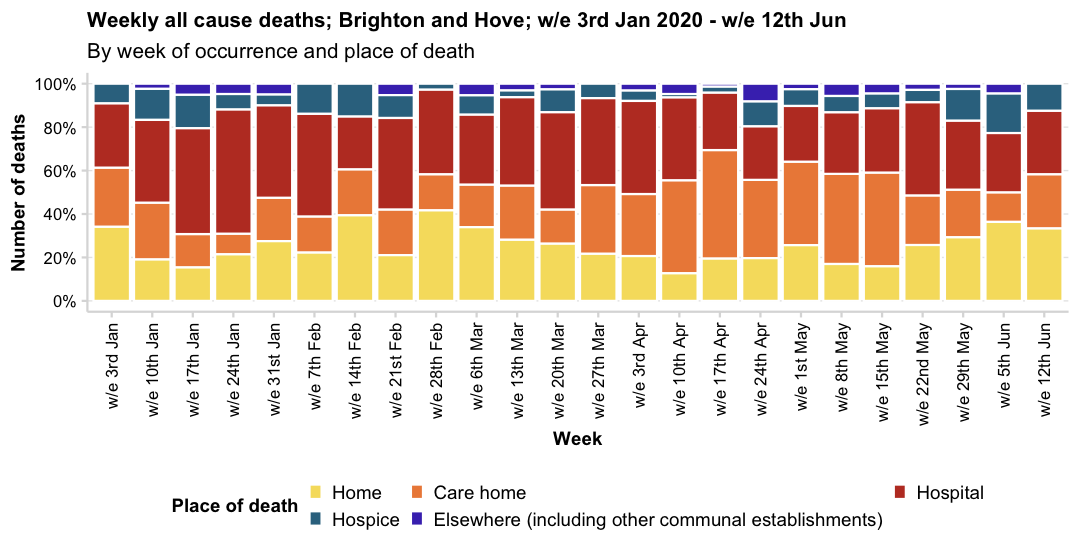 Weekly all cause deaths; Brighton and Hove; w/e 3rd Jan 2020 - w/e 12th Jun
By week of occurrence and place of death
Number of deaths
100%
80%
60%
40%
20%
0%
w/e 3rd Jan
w/e 10th Jan
w/e 17th Jan
w/e 24th Jan
w/e 31st Jan
w/e 7th Feb
w/e 14th Feb
w/e 21st Feb
w/e 28th Feb
w/e 6th Mar
w/e 13th Mar
w/e 20th Mar
w/e 27th Mar
w/e 3rd Apr
w/e 10th Apr
w/e 17th Apr
w/e 24th Apr
w/e 1st May
w/e 8th May
w/e 15th May
w/e 22nd May
w/e 29th May
w/e 5th Jun
w/e 12th Jun
Week
Place of death
Home
Care home
Hospital
Hospice
Elsewhere (including other communal establishments)